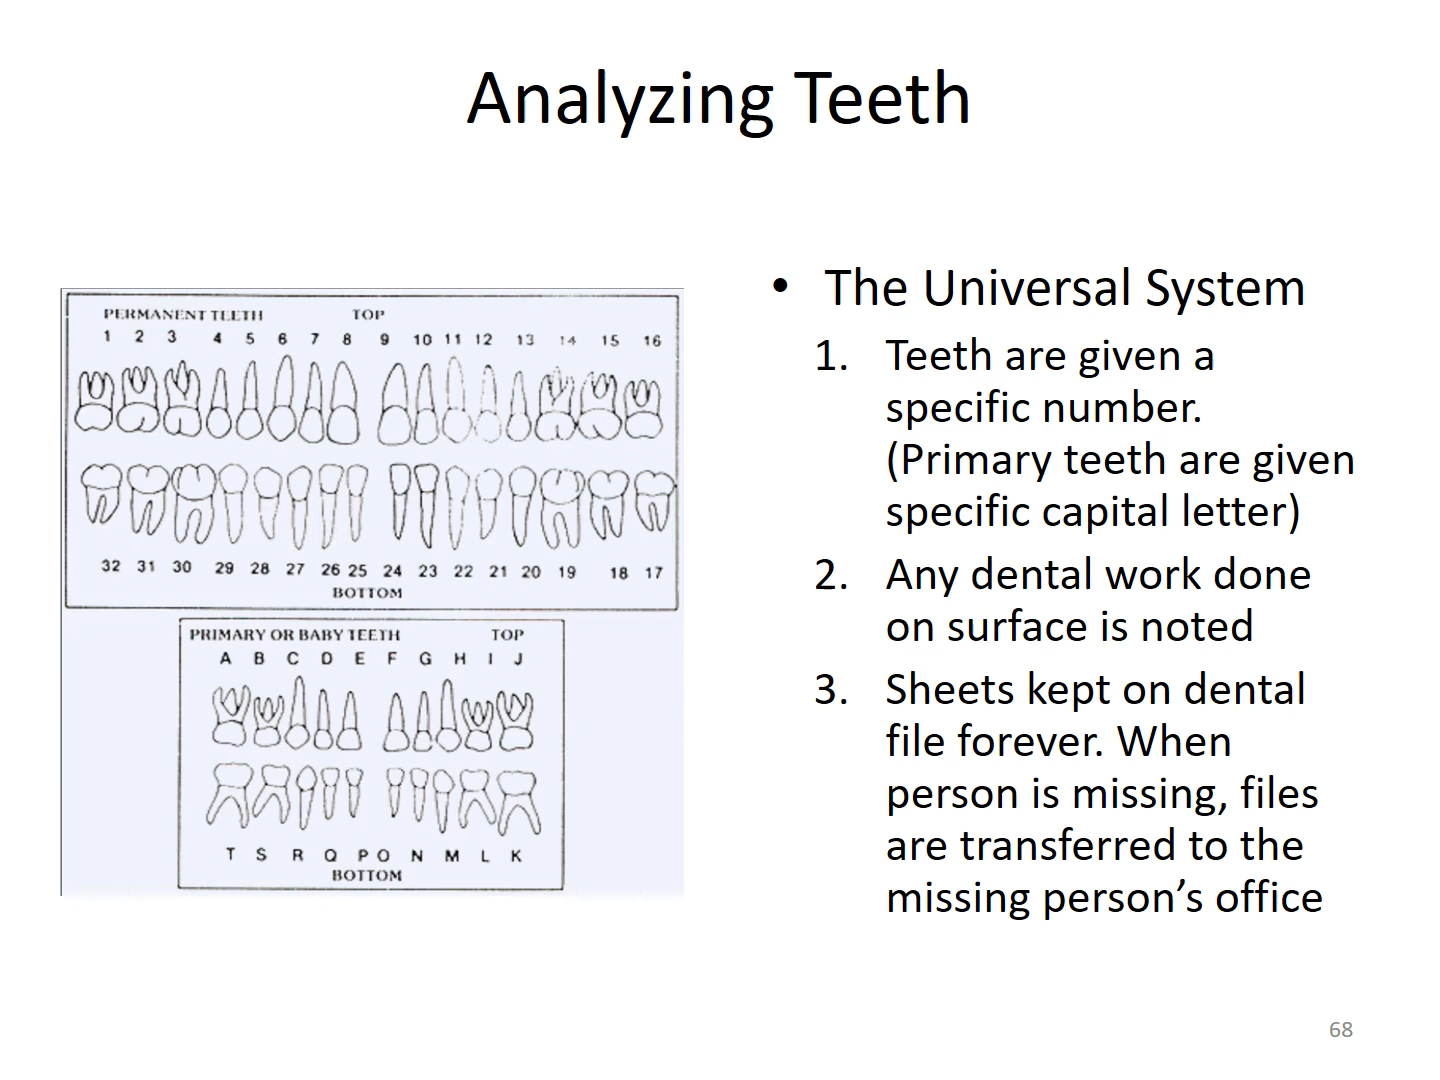 Analyzing Teeth
PERMANENT TEETH TOP
1 2 3 4 5 6 7 8 9 10 11 12 13 14 15 16
32 31 30 29 28 27 26 25 24 23 22 21 20 19 18 17
BOTTOM
PRIMARY OR BABY TEETH TOP
A B C D E F G H I J
T S R Q P O N M L K
BOTTOM
• The Universal System
1. Teeth are given a
specific number.
(Primary teeth are given
specific capital letter)
2. Any dental work done
on surface is noted
3. Sheets kept on dental
file forever. When
person is missing, files
are transferred to the
missing person’s office
68